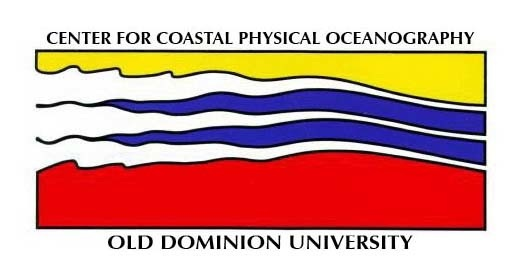 CENTER FOR COASTAL PHYSICAL OCEANOGRAPHY
OLD DOMINION UNIVERSITY